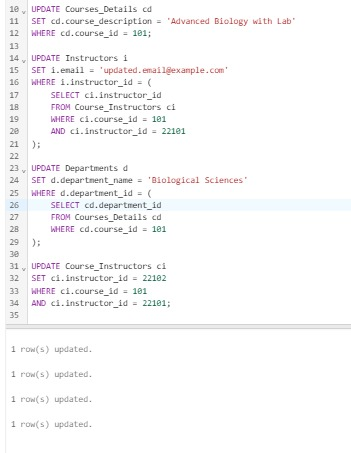 10 UPDATE Courses_Details cd
11 SET cd.course_description = 'Advanced Biology with Lab'
12 WHERE cd.course_id = 101;
13
14 UPDATE Instructors i
15 SET i.email = 'updated.email@example.com'
16 WHERE i.instructor_id = (
17 SELECT ci.instructor_id
18 FROM Course_Instructors ci
19 WHERE ci.course_id = 101
20 AND ci.instructor_id = 22101
21 );
22
23 UPDATE Departments d
24 SET d.department_name = 'Biological Sciences'
25 WHERE d.department_id = (
26 SELECT cd.department_id
27 FROM Courses_Details cd
28 WHERE cd.course_id = 101
29 );
30
31 UPDATE Course_Instructors ci
32 SET ci.instructor_id = 22102
33 WHERE ci.course_id = 101
34 AND ci.instructor_id = 22101;
35
1 row(s) updated.
1 row(s) updated.
1 row(s) updated.
1 row(s) updated.